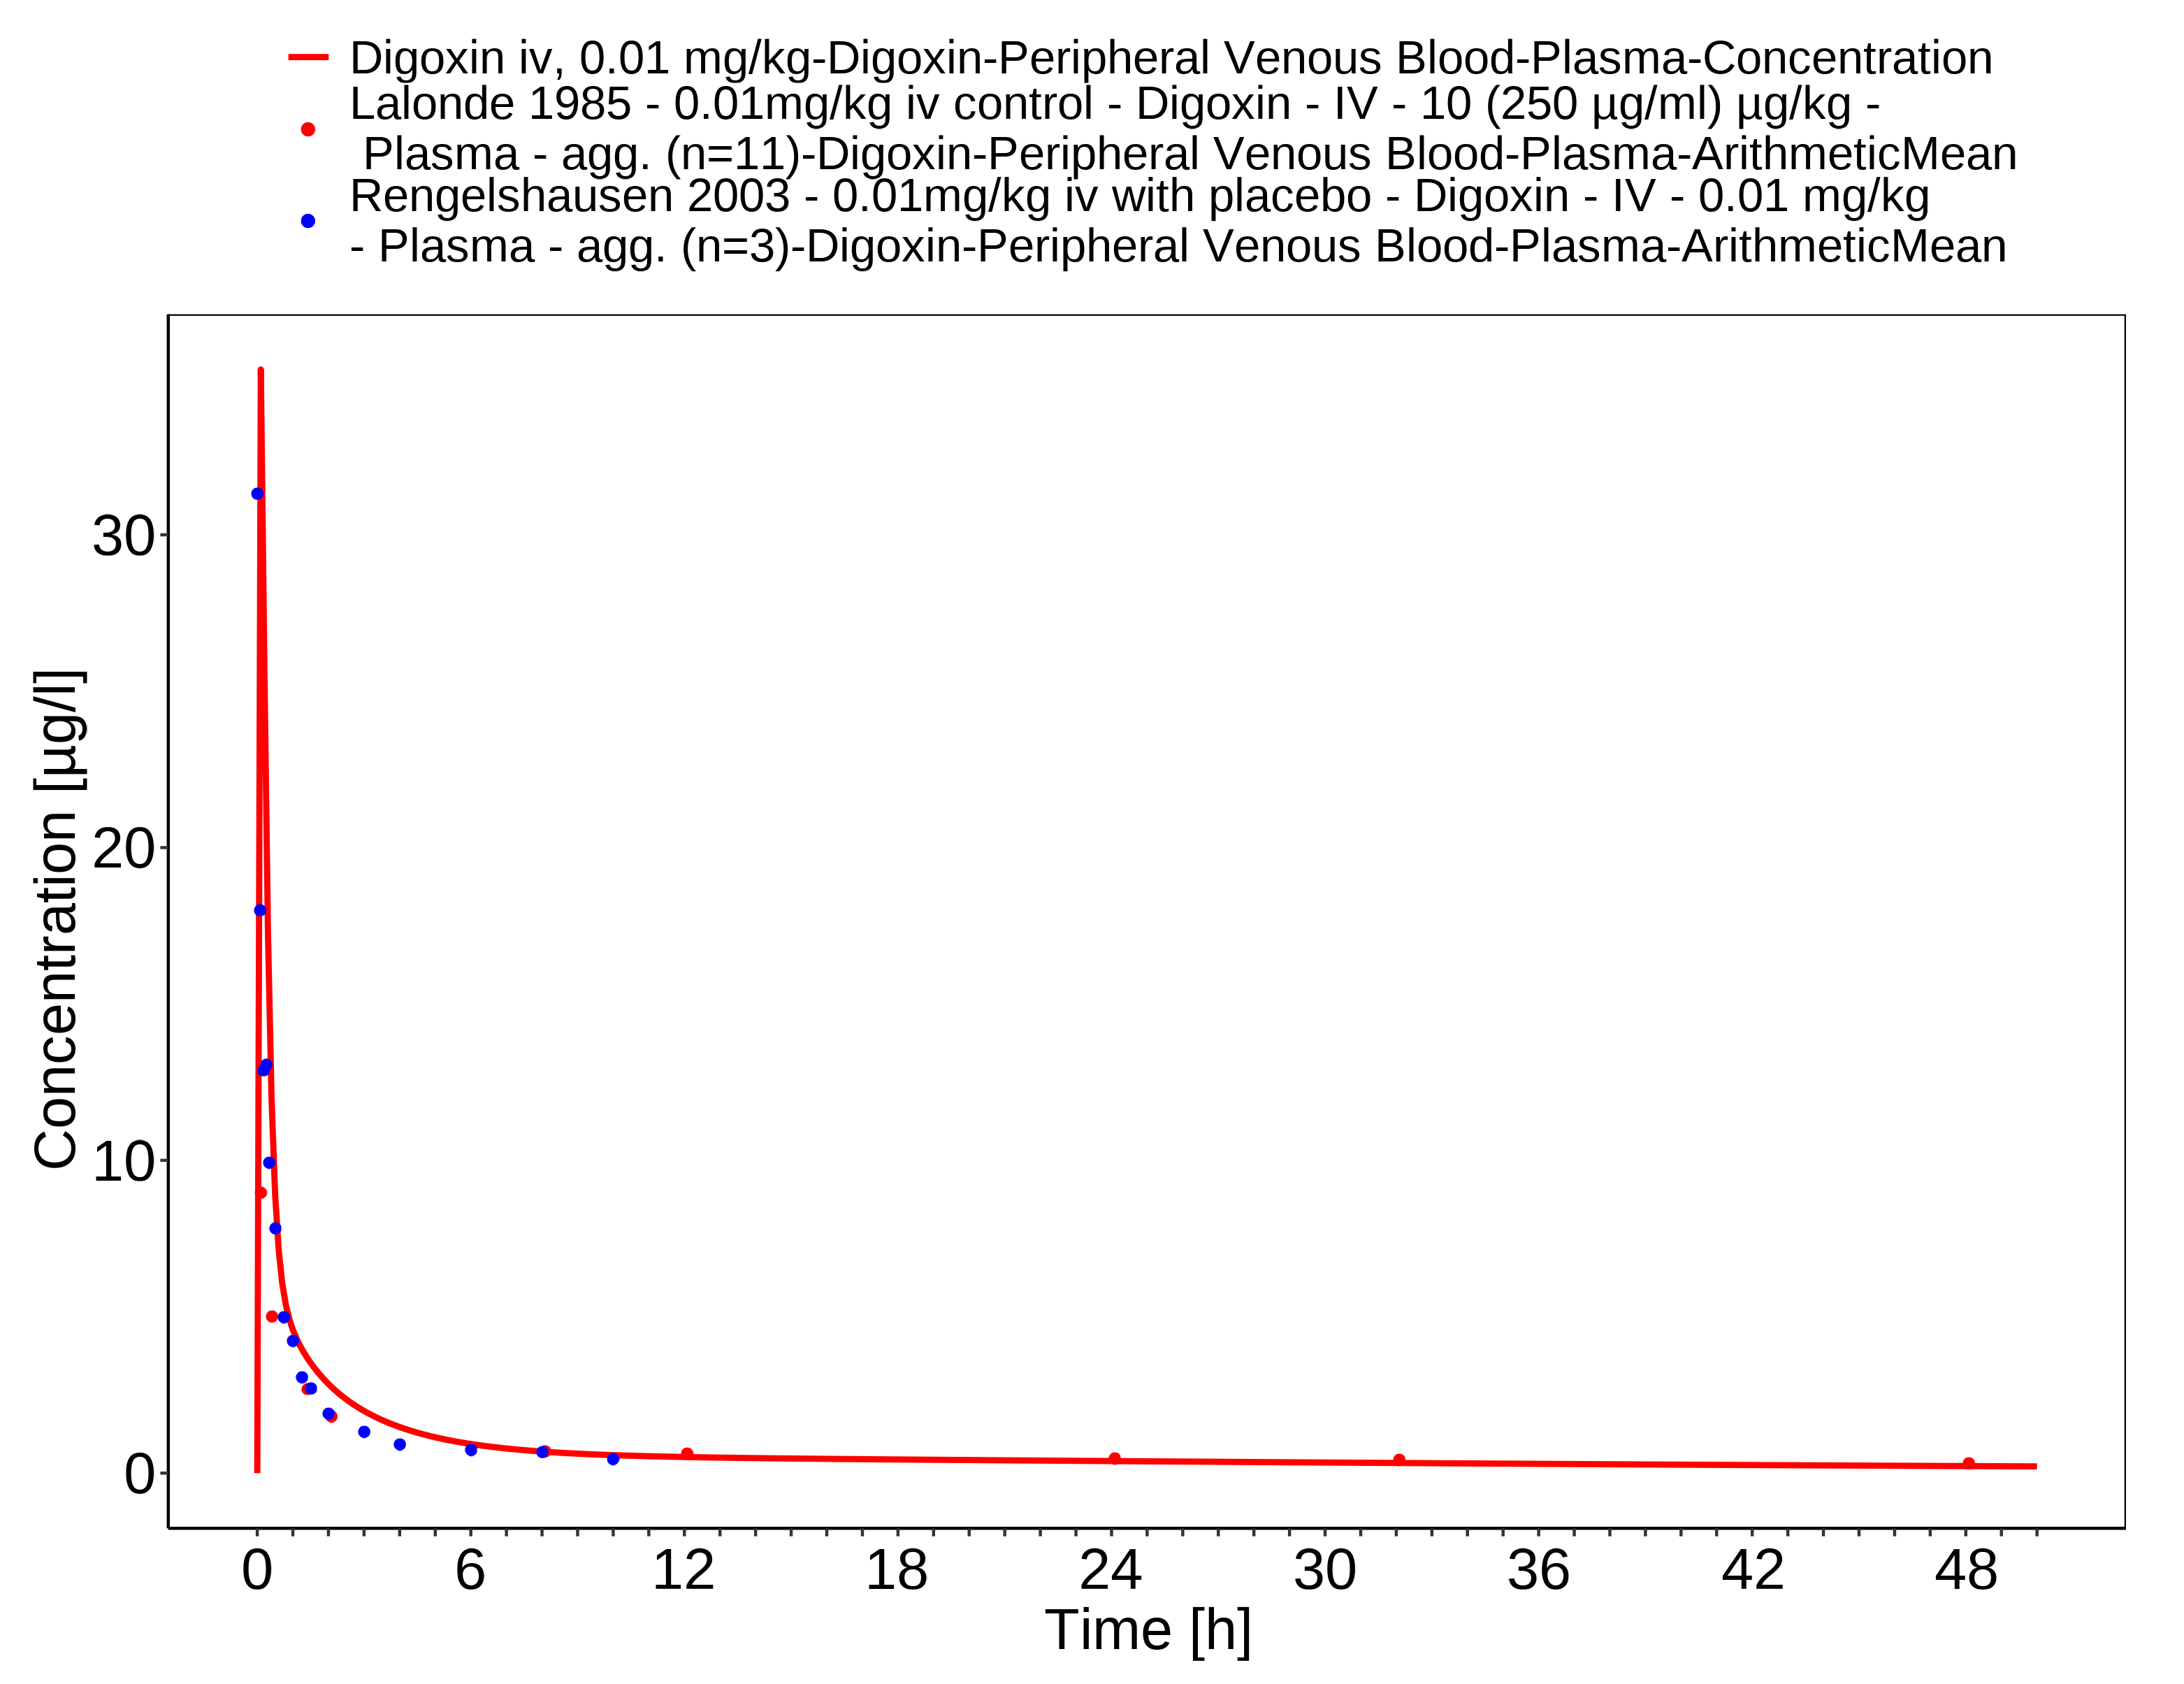 Digoxin iv, 0.01 mg/kg-Digoxin-Peripheral Venous Blood-Plasma-Concentration
Lalonde 1985 - 0.01mg/kg iv control - Digoxin - IV - 10 (250 µg/ml) µg/kg -
Plasma - agg. (n=11)-Digoxin-Peripheral Venous Blood-Plasma-ArithmeticMean
Rengelshausen 2003 - 0.01mg/kg iv with placebo - Digoxin - IV - 0.01 mg/kg
- Plasma - agg. (n=3)-Digoxin-Peripheral Venous Blood-Plasma-ArithmeticMean
Concentration [µg/l]
30
20
10
0
0 6 12 18 24 30 36 42 48
Time [h]